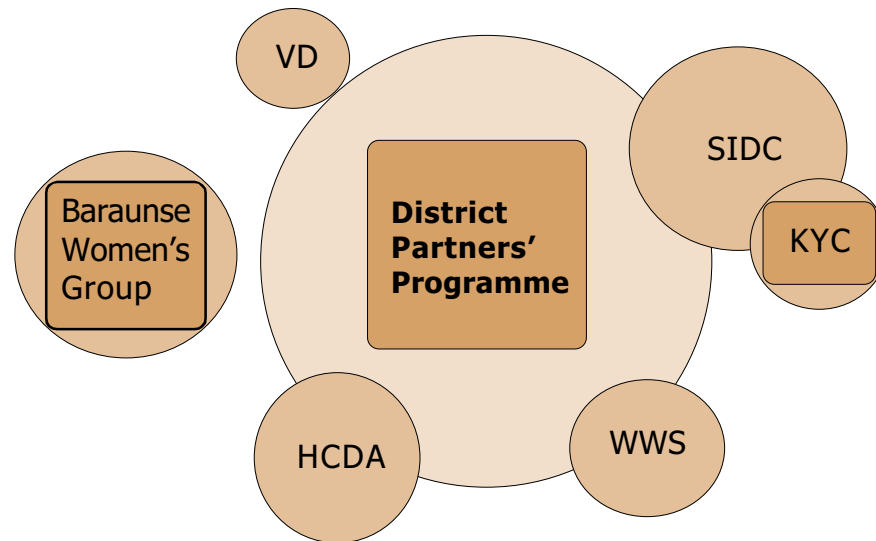 VD
SIDC
Baraunse
Women’s
Group
District
Partners’
Programme
KYC
HCDA
WWS